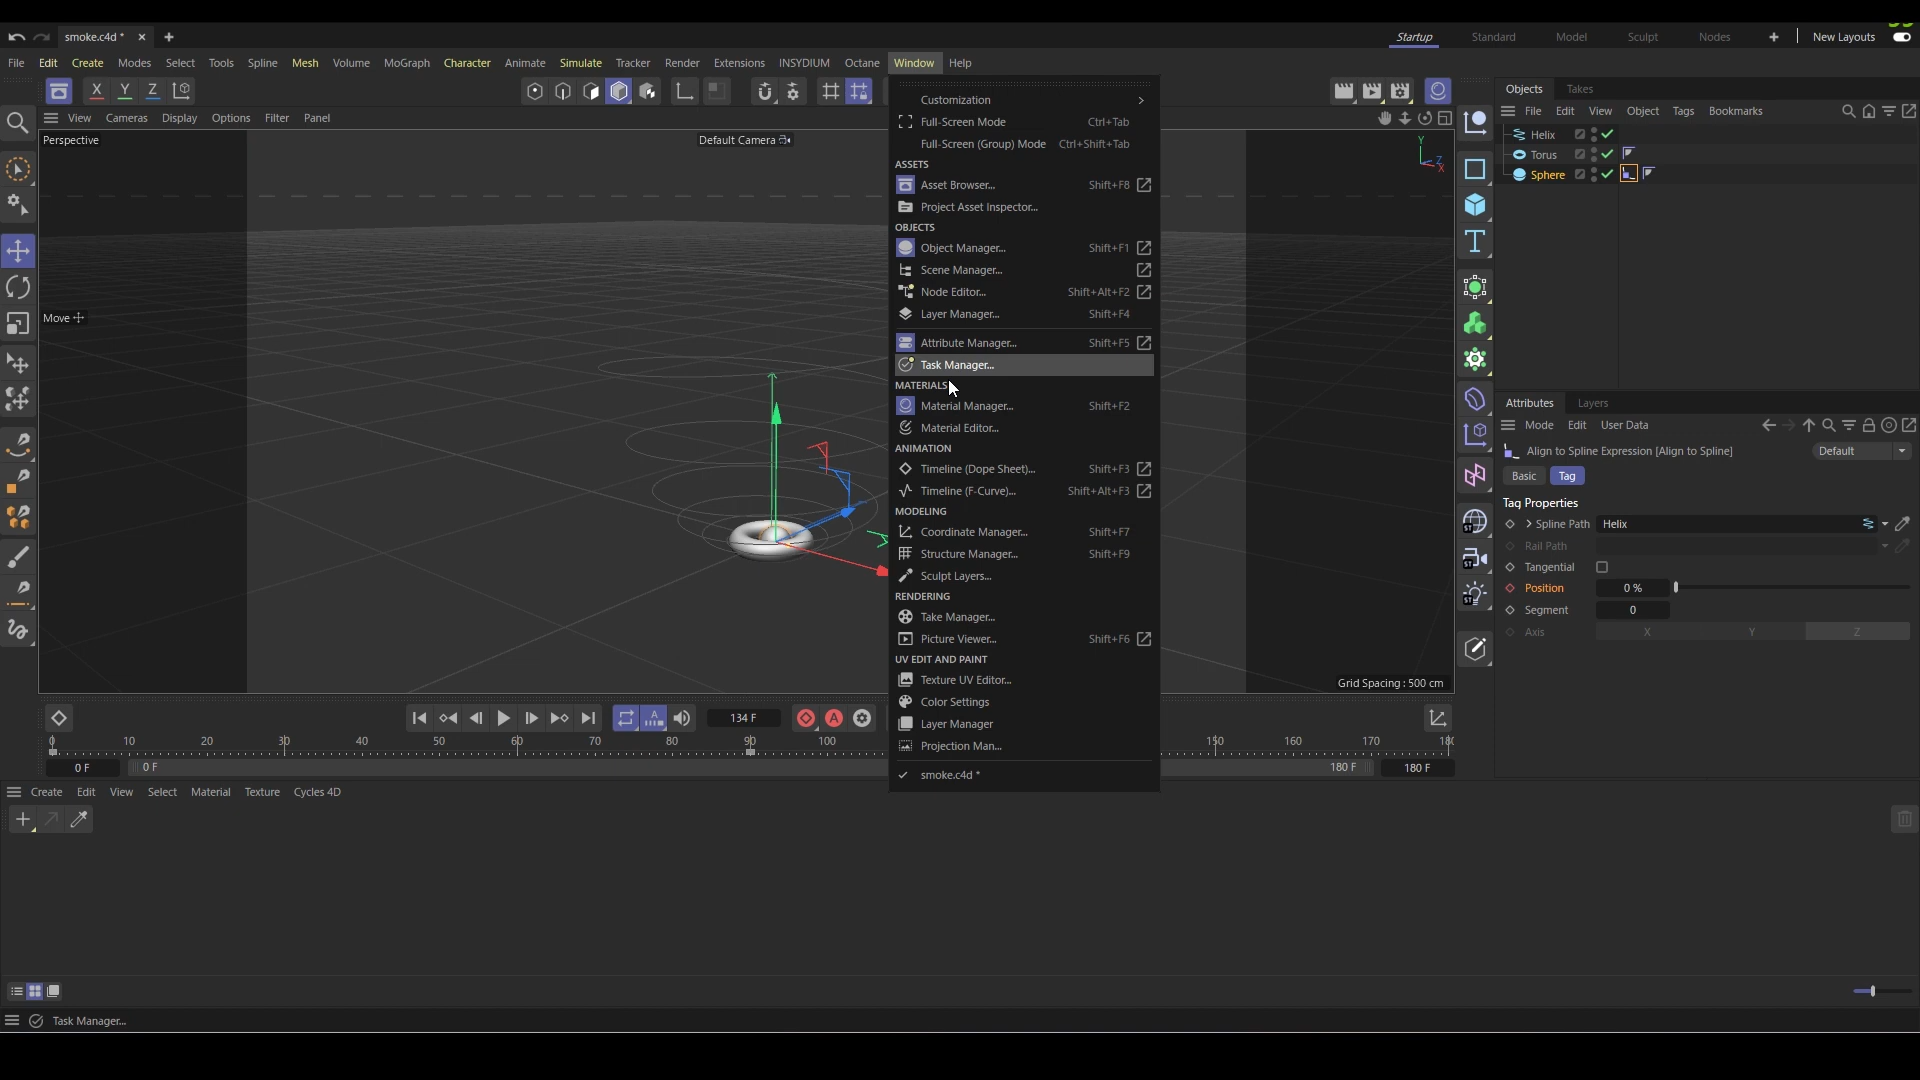 smoke.c4d *
Startup
Standard
Model
Sculpt
Nodes
New Layouts
File Edit Create Modes Select Tools Spline Mesh Volume MoGraph Character Animate Simulate Tracker Render Extensions INSYDIUM Octane Window Help
X Y Z
View Cameras Display Options Filter Panel
Perspective
Default Camera
Move
Y
Z
X
Grid Spacing : 500 cm
Customization
Full-Screen Mode Ctrl+Tab
Full-Screen (Group) Mode Ctrl+Shift+Tab
ASSETS
Asset Browser... Shift+F8
Project Asset Inspector...
OBJECTS
Object Manager... Shift+F1
Scene Manager...
Node Editor... Shift+Alt+F2
Layer Manager... Shift+F4
Attribute Manager... Shift+F5
Task Manager...
MATERIALS
Material Manager... Shift+F2
Material Editor...
ANIMATION
Timeline (Dope Sheet)... Shift+F3
Timeline (F-Curve)... Shift+Alt+F3
MODELING
Coordinate Manager... Shift+F7
Structure Manager... Shift+F9
Sculpt Layers...
RENDERING
Take Manager...
Picture Viewer... Shift+F6
UV EDIT AND PAINT
Texture UV Editor...
Color Settings
Layer Manager
Projection Man...
smoke.c4d *
Objects Takes
File Edit View Object Tags Bookmarks
Helix
Torus
Sphere
Attributes Layers
Mode Edit User Data
Align to Spline Expression [Align to Spline] Default
Basic Tag
Tag Properties
Spline Path Helix
Rail Path
Tangential
Position 0 %
Segment 0
Axis X Y Z
134 F
0 10 20 30 40 50 60 70 80 90 100 150 160 170
0 F 0 F 180 F 180 F
Create Edit View Select Material Texture Cycles 4D
Task Manager...